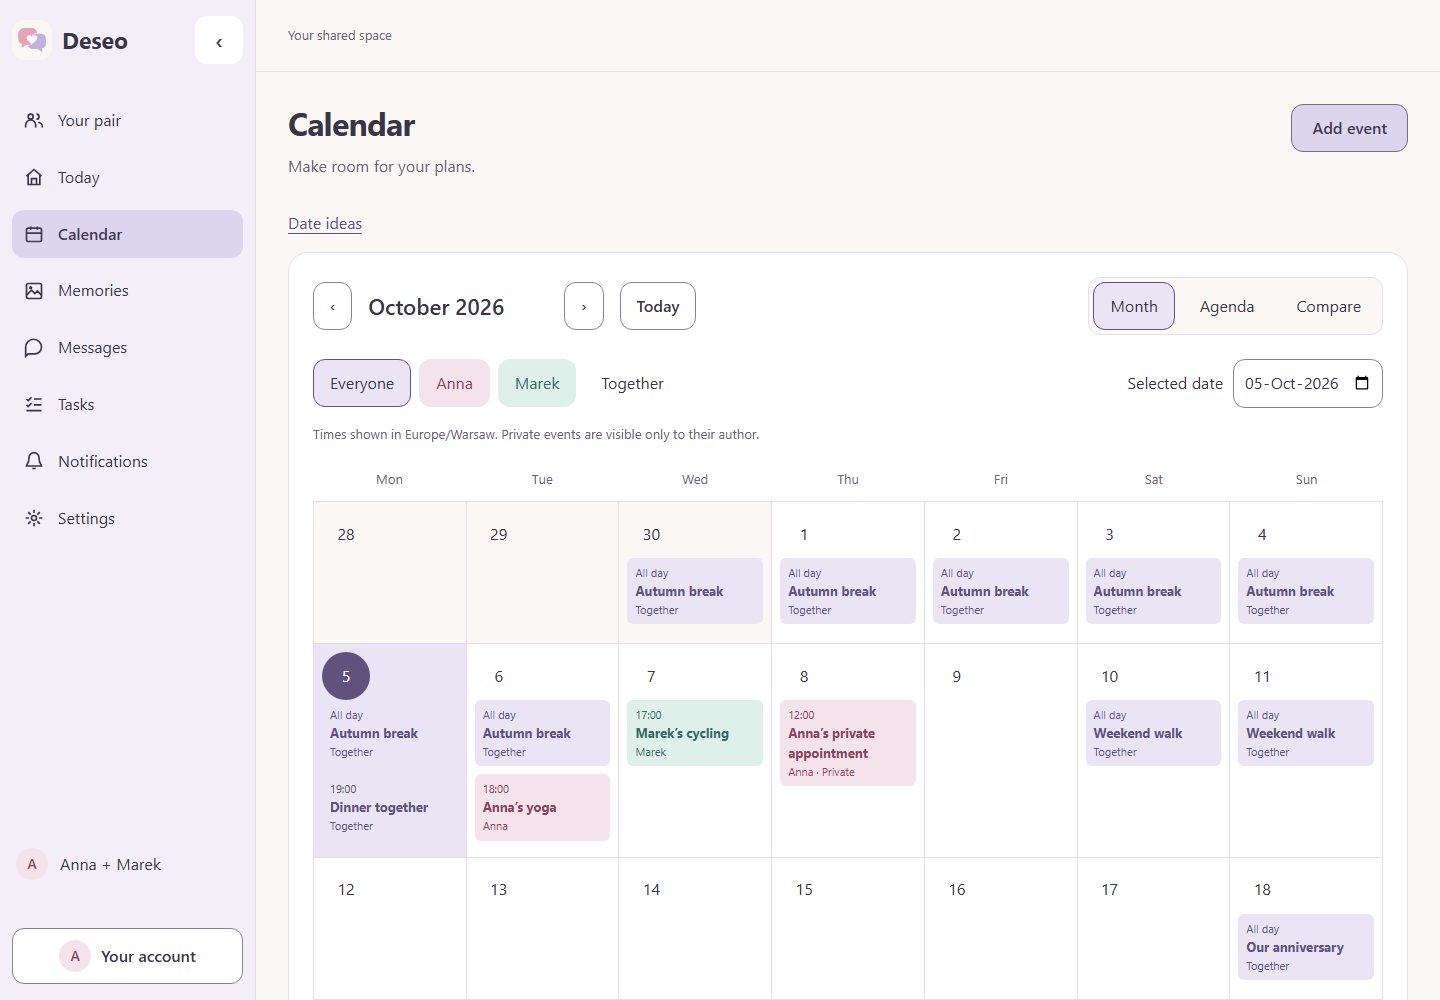 Deseo
‹
Your pair
Today
Calendar
Memories
Messages
Tasks
Notifications
Settings
A Anna + Marek
A Your account
Your shared space
Calendar
Make room for your plans.
Add event
Date ideas
‹ October 2026 › Today
Month Agenda Compare
Everyone Anna Marek Together
Selected date 05-Oct-2026
Times shown in Europe/Warsaw. Private events are visible only to their author.
Mon Tue Wed Thu Fri Sat Sun
28
29
30
All day
Autumn break
Together
1
All day
Autumn break
Together
2
All day
Autumn break
Together
3
All day
Autumn break
Together
4
All day
Autumn break
Together
5
All day
Autumn break
Together
19:00
Dinner together
Together
6
All day
Autumn break
Together
18:00
Anna’s yoga
Anna
7
17:00
Marek’s cycling
Marek
8
12:00
Anna’s private
appointment
Anna · Private
9
10
All day
Weekend walk
Together
11
All day
Weekend walk
Together
12
13
14
15
16
17
18
All day
Our anniversary
Together